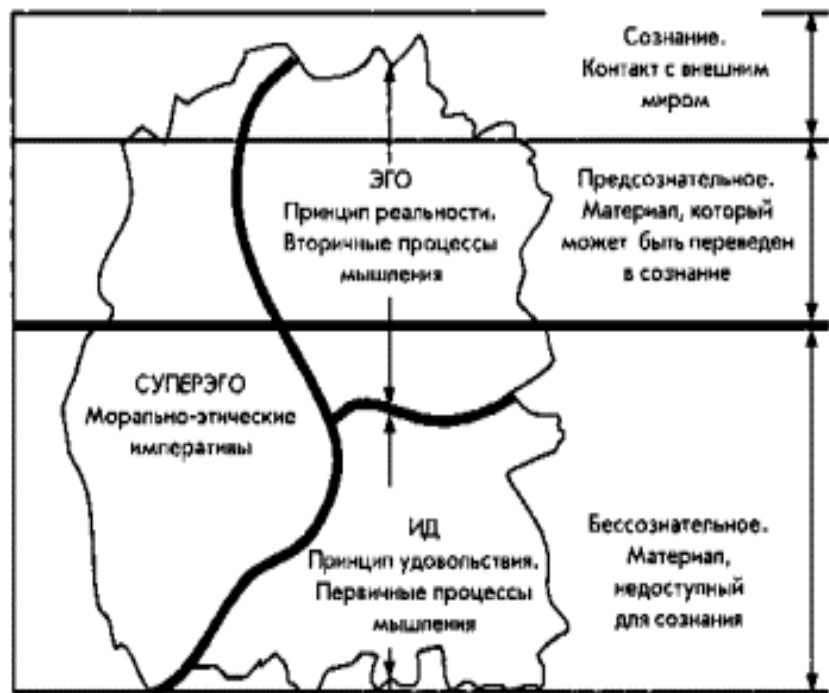 Сознание.
Контакт с внешним
миром
ЭГО
Принцип реальности.
Вторичные процессы
мышления
Предсознательное.
Материал, который
может быть переведен
в сознание
СУПЕРЭГО
Морально-этические
императивы
ИД
Принцип удовольствия.
Первичные процессы
мышления
Бессознательное.
Материал,
недоступный
для сознания